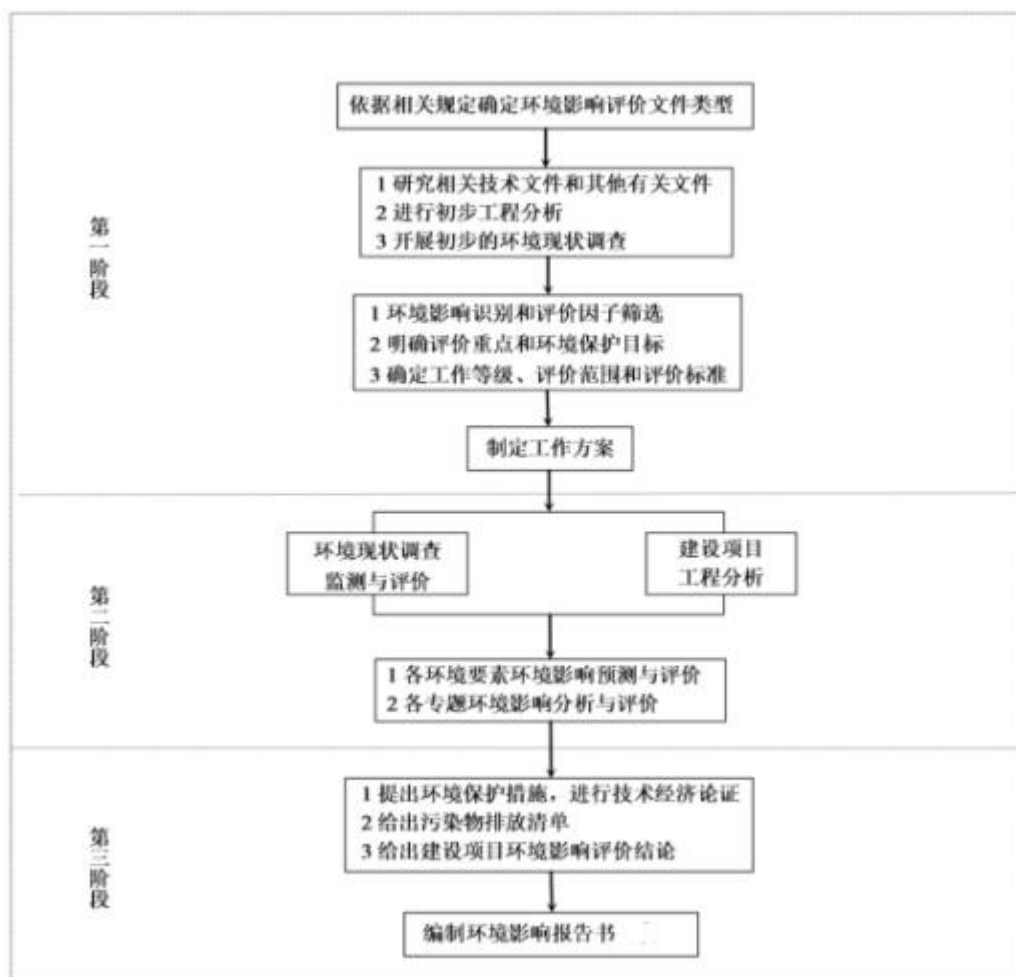 依据相关规定确定环境影响评价文件类型
1 研究相关技术文件和其他有关文件
2 进行初步工程分析
3 开展初步的环境现状调查
第一阶段
1 环境影响识别和评价因子筛选
2 明确评价重点和环境保护目标
3 确定工作等级、评价范围和评价标准
制定工作方案
环境现状调查
监测与评价
建设项目
工程分析
第二阶段
1 各环境要素环境影响预测与评价
2 各专题环境影响分析与评价
1 提出环境保护措施，进行技术经济论证
2 给出污染物排放清单
3 给出建设项目环境影响评价结论
第三阶段
编制环境影响报告书